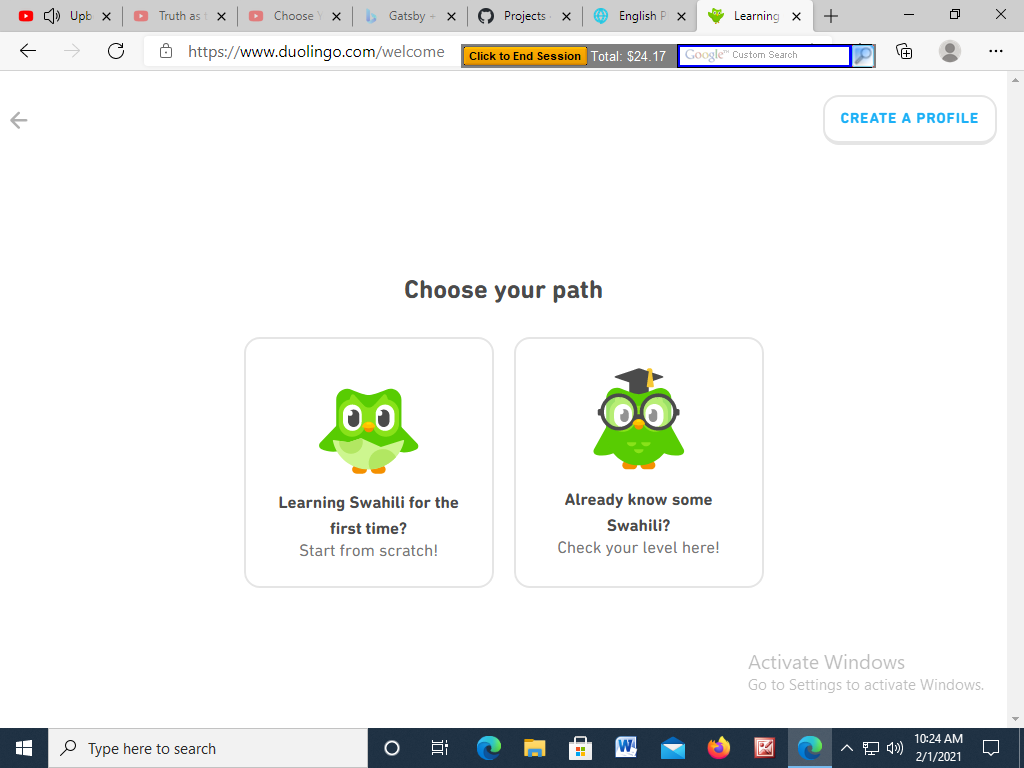 Upb
Truth as t
Choose Y
Gatsby +
Projects
English P
Learning
https://www.duolingo.com/welcome
Click to End Session
Total: $24.17
Google™ Custom Search
CREATE A PROFILE
Choose your path
Learning Swahili for the
first time?
Start from scratch!
Already know some
Swahili?
Check your level here!
Activate Windows
Go to Settings to activate Windows.
Type here to search
10:24 AM
2/1/2021